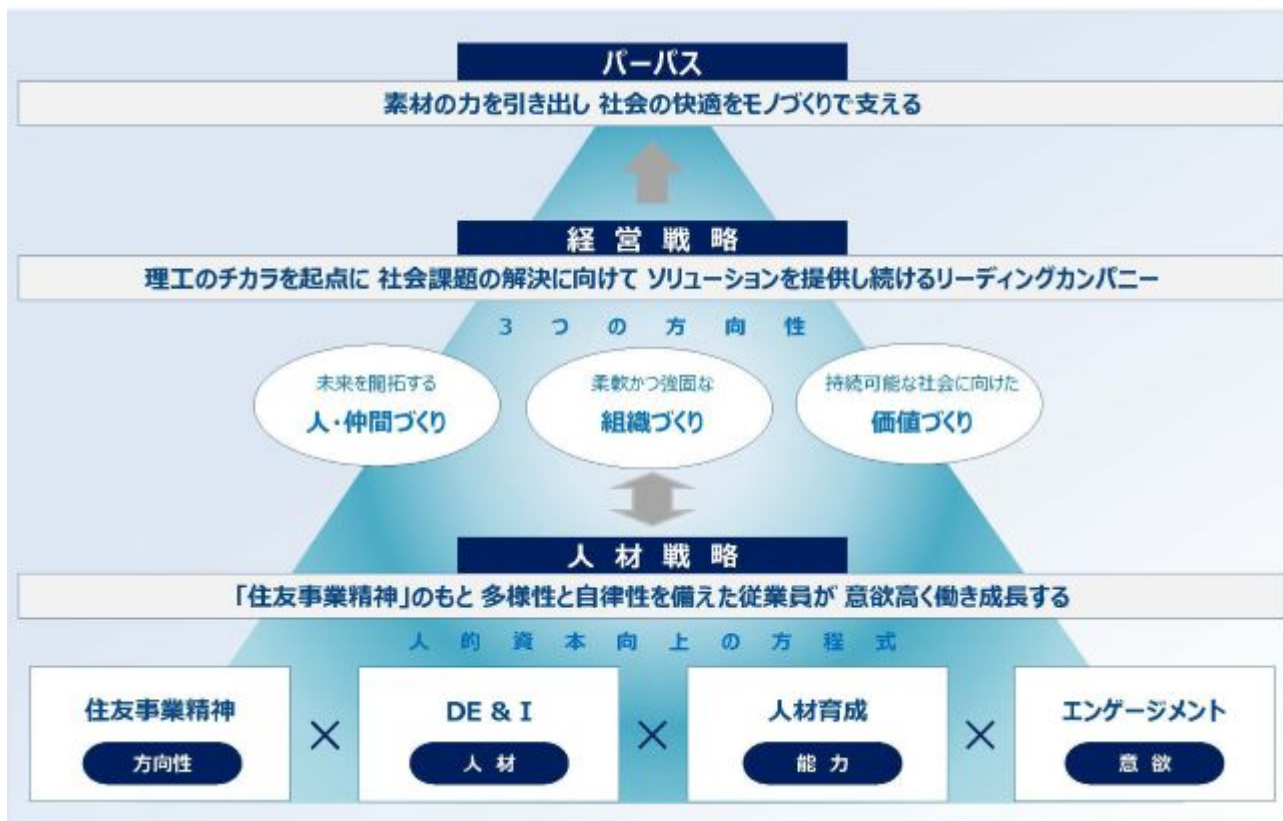 パーパス
素材の力を引き出し 社会の快適をモノづくりで支える
経営戦略
理工のチカラを起点に 社会課題の解決に向けて ソリューションを提供し続けるリーディングカンパニー
3つの方向性
未来を開拓する
人・仲間づくり
柔軟かつ強固な
組織づくり
持続可能な社会に向けた
価値づくり
人材戦略
「住友事業精神」のもと 多様性と自律性を備えた従業員が 意欲高く働き成長する
人的資本向上の方程式
住友事業精神
方向性
×
DE & I
人材
×
人材育成
能力
×
エンゲージメント
意欲